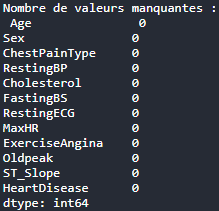 Nombre de valeurs manquantes :
 Age                0
Sex               0
ChestPainType     0
RestingBP         0
Cholesterol       0
FastingBS         0
RestingECG        0
MaxHR             0
ExerciseAngina    0
Oldpeak           0
ST_Slope          0
HeartDisease      0
dtype: int64